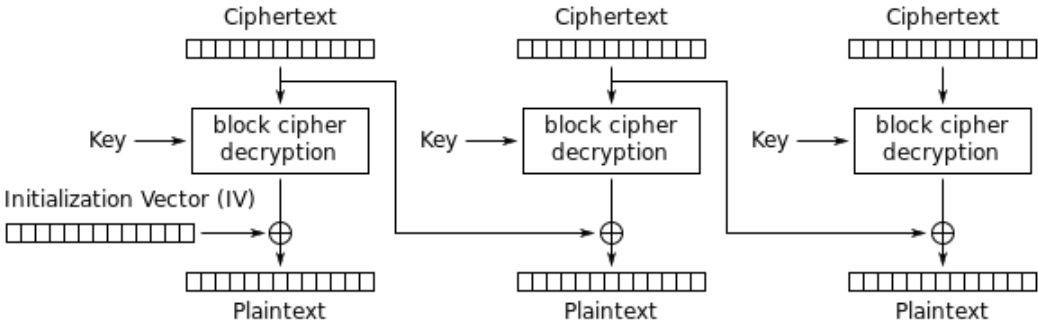 Ciphertext
Ciphertext
Ciphertext
Key
block cipher
decryption
Key
block cipher
decryption
Key
block cipher
decryption
Initialization Vector (IV)
Plaintext
Plaintext
Plaintext